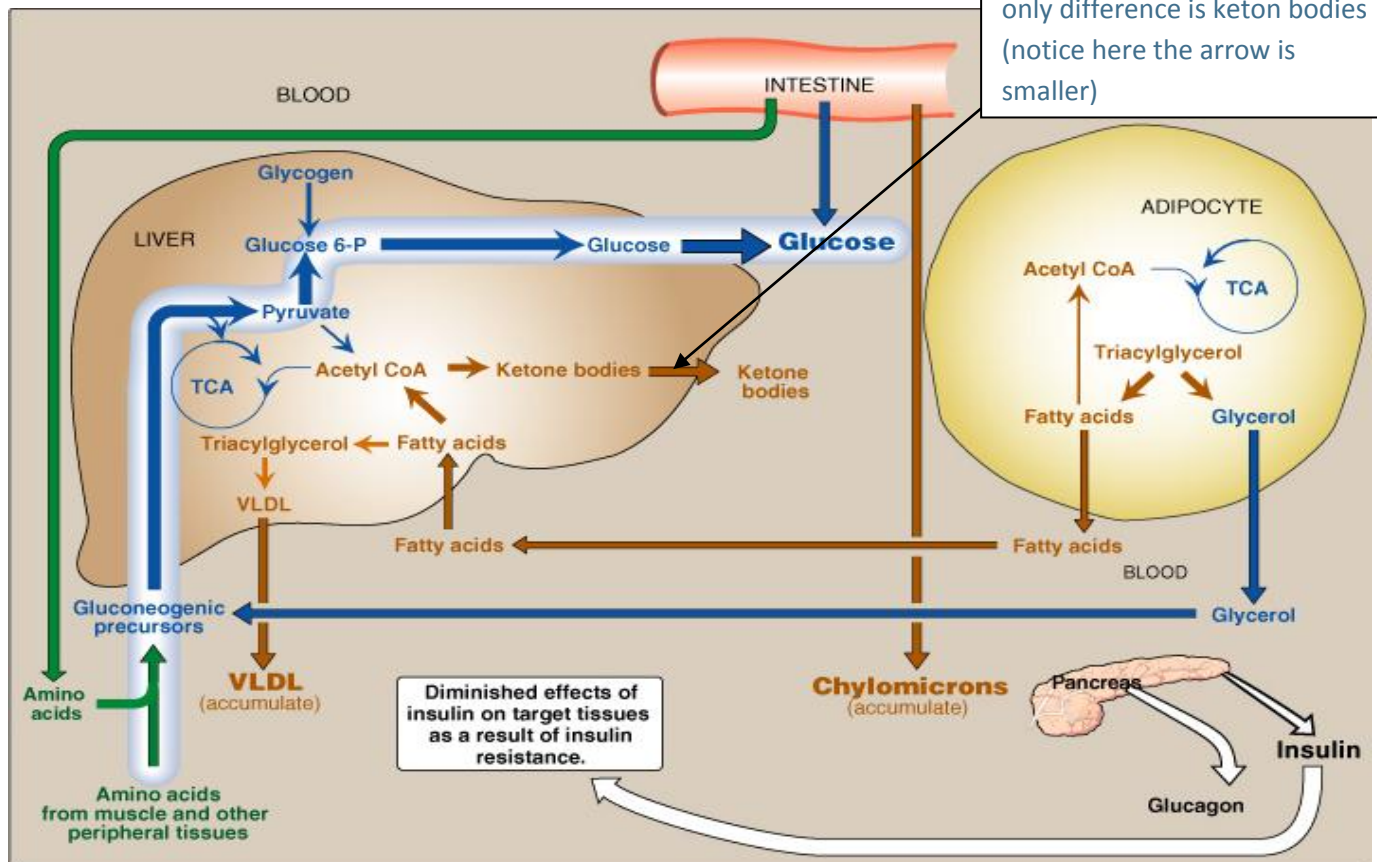 only difference is keton bodies
(notice here the arrow is
smaller)
INTESTINE
BLOOD
Glycogen
ADIPOCYTE
LIVER
Glucose 6-P
Glucose
Glucose
Acetyl CoA
TCA
Pyruvate
Acetyl CoA
Ketone bodies
Ketone
bodies
TCA
Triacylglycerol
Fatty acids
Glycerol
Triacylglycerol
Fatty acids
VLDL
Fatty acids
Fatty acids
BLOOD
Gluconeogenic
precursors
Glycerol
Amino
acids
VLDL
(accumulate)
Diminished effects of
insulin on target tissues
as a result of insulin
resistance.
Chylomicrons
(accumulate)
Pancreas
Insulin
Glucagon
Amino acids
from muscle and other
peripheral tissues